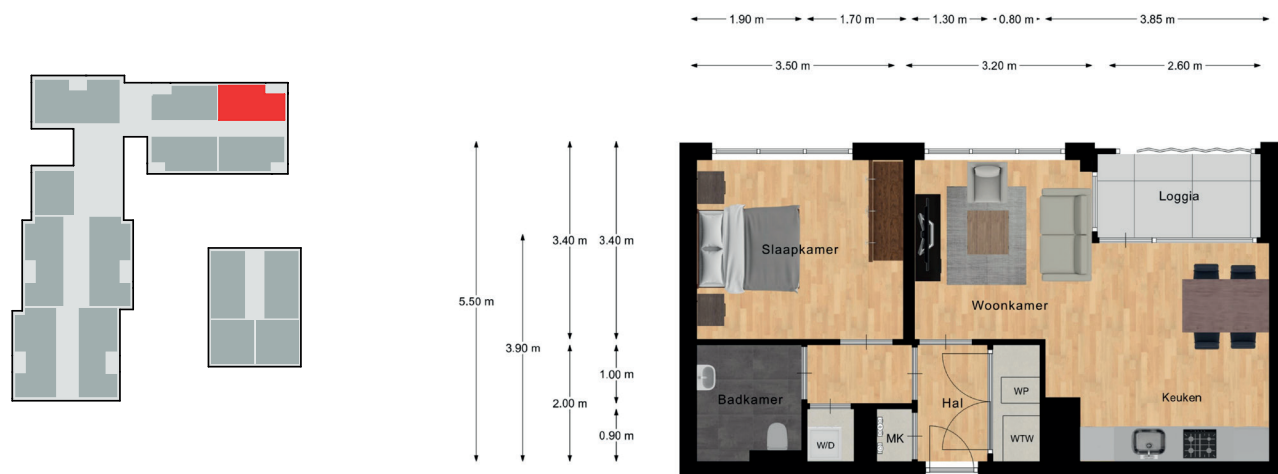 1.90 m 1.70 m 1.30 m 0.80 m 3.85 m
3.50 m 3.20 m 2.60 m
Loggia
Slaapkamer
3.40 m 3.40 m
5.50 m
Woonkamer
3.90 m
1.00 m
WP
Badkamer
Hal
Keuken
2.00 m
0.90 m
W/D
MK
WTW